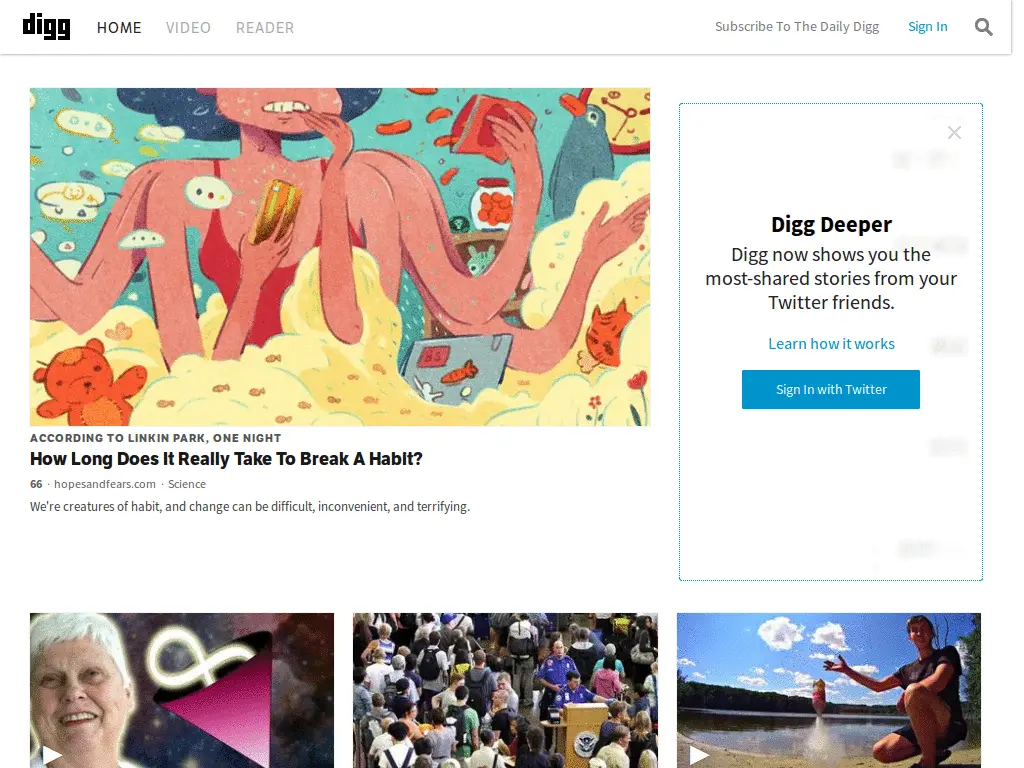 digg
HOME
VIDEO
READER
Subscribe To The Daily Digg
Sign In
Digg Deeper
Digg now shows you the
most-shared stories from your
Twitter friends.
Learn how it works
Sign In with Twitter
ACCORDING TO LINKIN PARK, ONE NIGHT
How Long Does It Really Take To Break A Habit?
66 · hopesandfears.com · Science
We're creatures of habit, and change can be difficult, inconvenient, and terrifying.